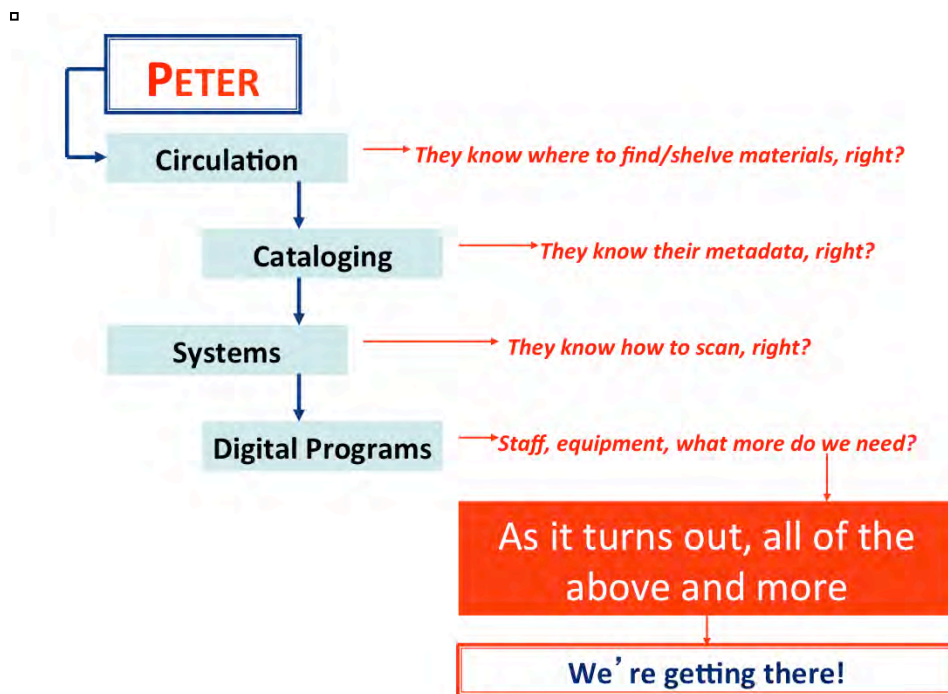 PETER
Circulation
They know where to find/shelve materials, right?
Cataloging
They know their metadata, right?
Systems
They know how to scan, right?
Digital Programs
Staff, equipment, what more do we need?
As it turns out, all of the
above and more
We're getting there!